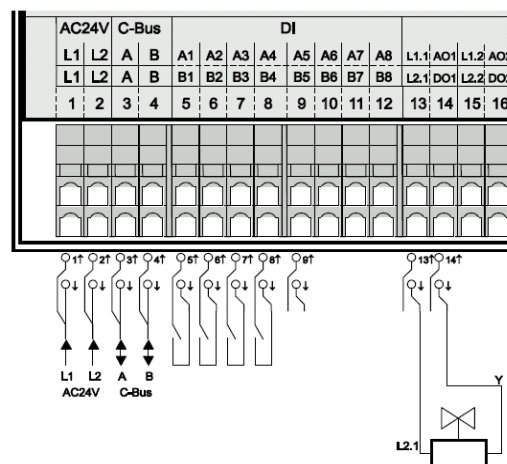 AC24V C-Bus DI
L1 L2 A B A1 A2 A3 A4 A5 A6 A7 A8 L1.1 AO1 L1.2 AO2
L1 L2 A B B1 B2 B3 B4 B5 B6 B7 B8 L2.1 DO1 L2.2 DO2
1 2 3 4 5 6 7 8 9 10 11 12 13 14 15 16
1↑ 2↑ 3↑ 4↑ 5↑ 6↑ 7↑ 8↑ 9↑ 13↑ 14↑
↓ ↓ ↓ ↓ ↓ ↓ ↓ ↓ ↓ ↓ ↓
L1 L2 A B Y
AC24V C-Bus
L2.1